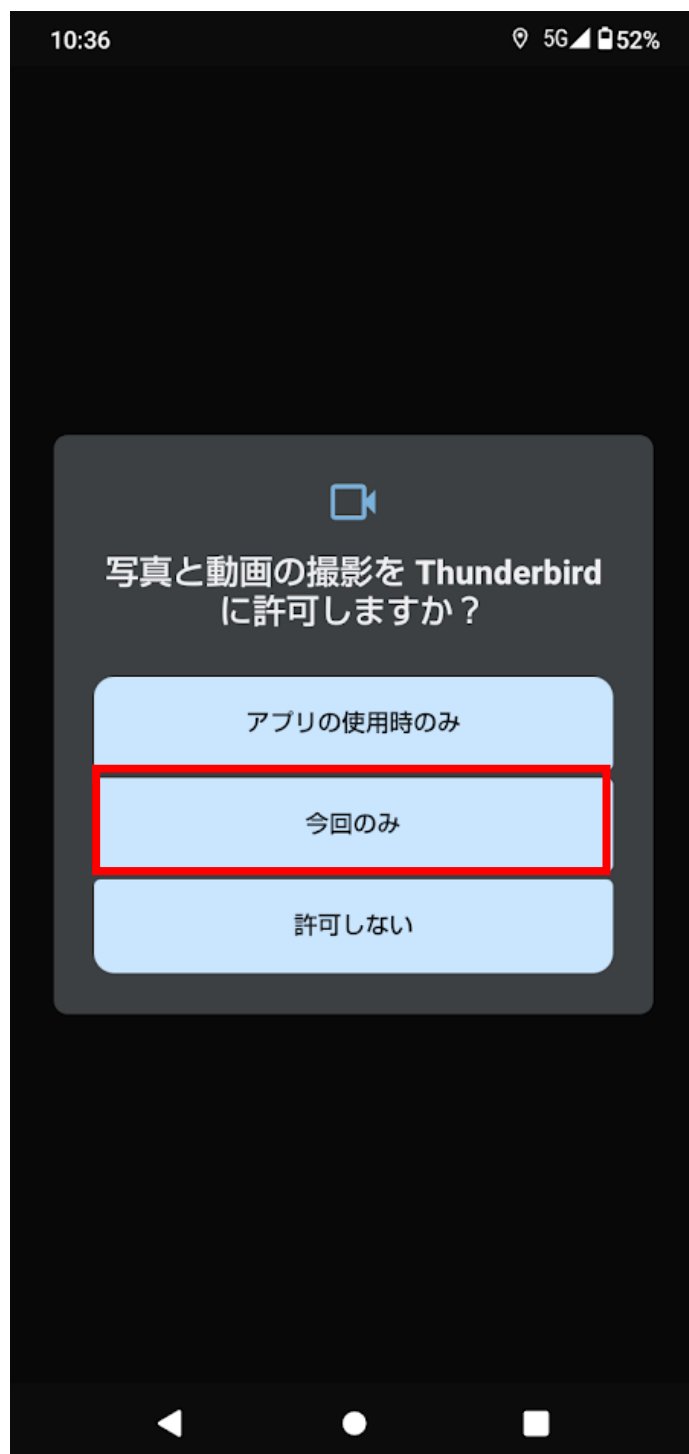 10:36 5G 52%
写真と動画の撮影を Thunderbird
に許可しますか？
アプリの使用時のみ
今回のみ
許可しない